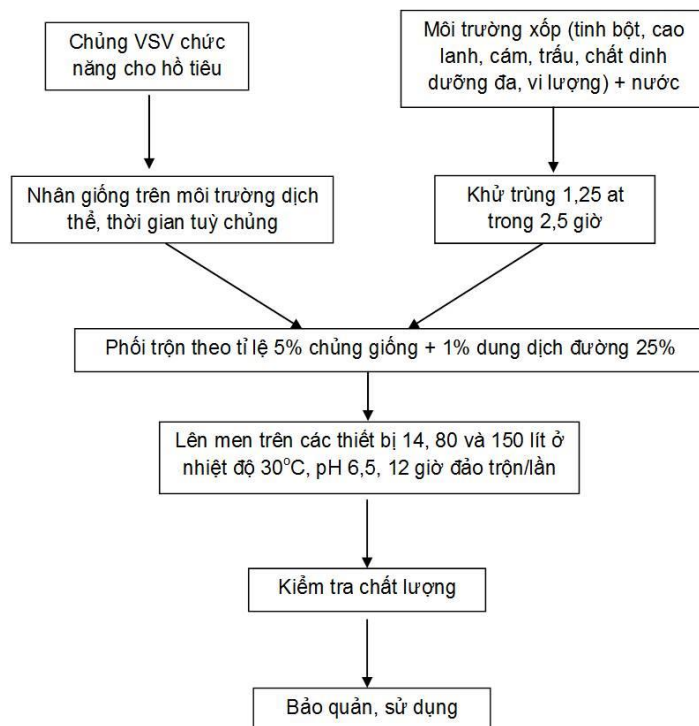 Chủng VSV chức
năng cho hồ tiêu
Môi trường xốp (tinh bột, cao
lanh, cám, trấu, chất dinh
dưỡng đa, vi lượng) + nước
Nhân giống trên môi trường dịch
thể, thời gian tuỳ chủng
Khử trùng 1,25 at
trong 2,5 giờ
Phối trộn theo tỉ lệ 5% chủng giống + 1% dung dịch đường 25%
Lên men trên các thiết bị 14, 80 và 150 lít ở
nhiệt độ 30°C, pH 6,5, 12 giờ đảo trộn/lần
Kiểm tra chất lượng
Bảo quản, sử dụng